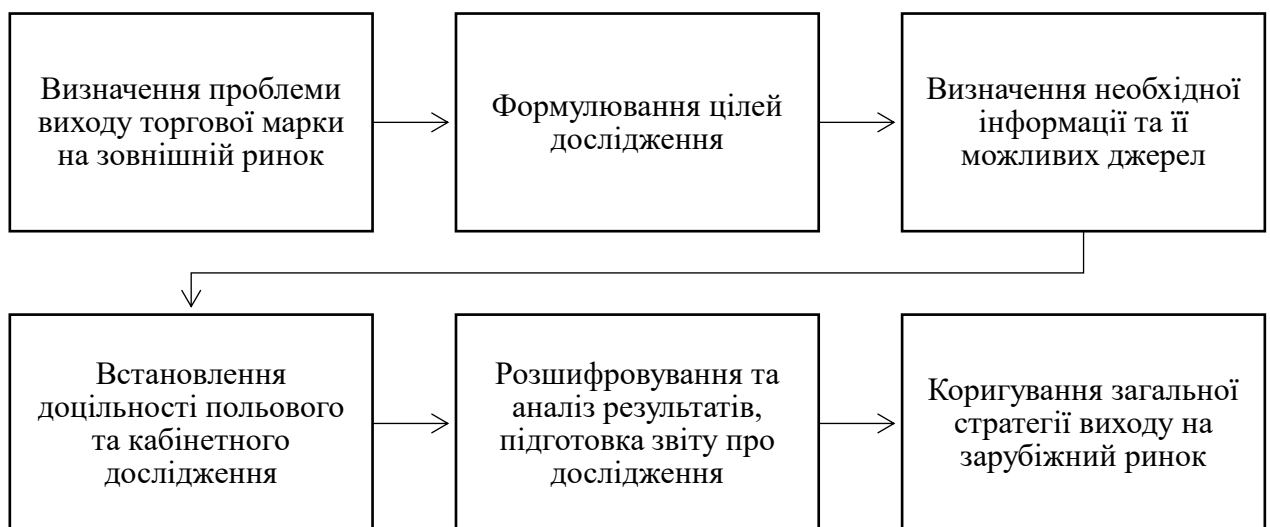 Визначення проблеми
виходу торгової марки
на зовнішній ринок
Формулювання цілей
дослідження
Визначення необхідної
інформації та її
можливих джерел
Встановлення
доцільності польового
та кабінетного
дослідження
Розшифровування та
аналіз результатів,
підготовка звіту про
дослідження
Коригування загальної
стратегії виходу на
зарубіжний ринок